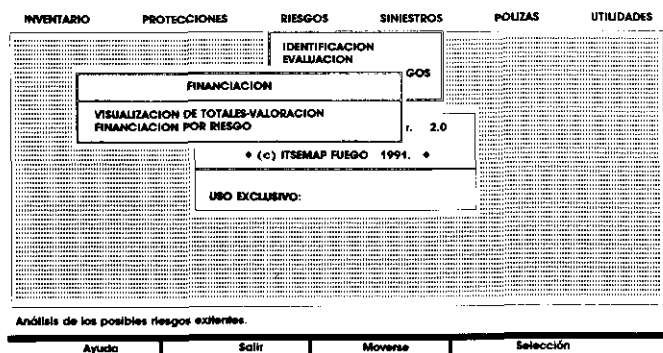 INVENTARIO PROTECCIONES RIESGOS SINIESTROS POLIZAS UTILIDADES
IDENTIFICACION
EVALUACION
GOS
FINANCIACION
VISUALIZACION DE TOTALES-VALORACION
FINANCIACION POR RIESGO
r. 2.0
♦ (c) ITSEMAP FUEGO 1991. ♦
USO EXCLUSIVO:
Análisis de los posibles riesgos exitentes.
Ayuda Salir Moverse Selección